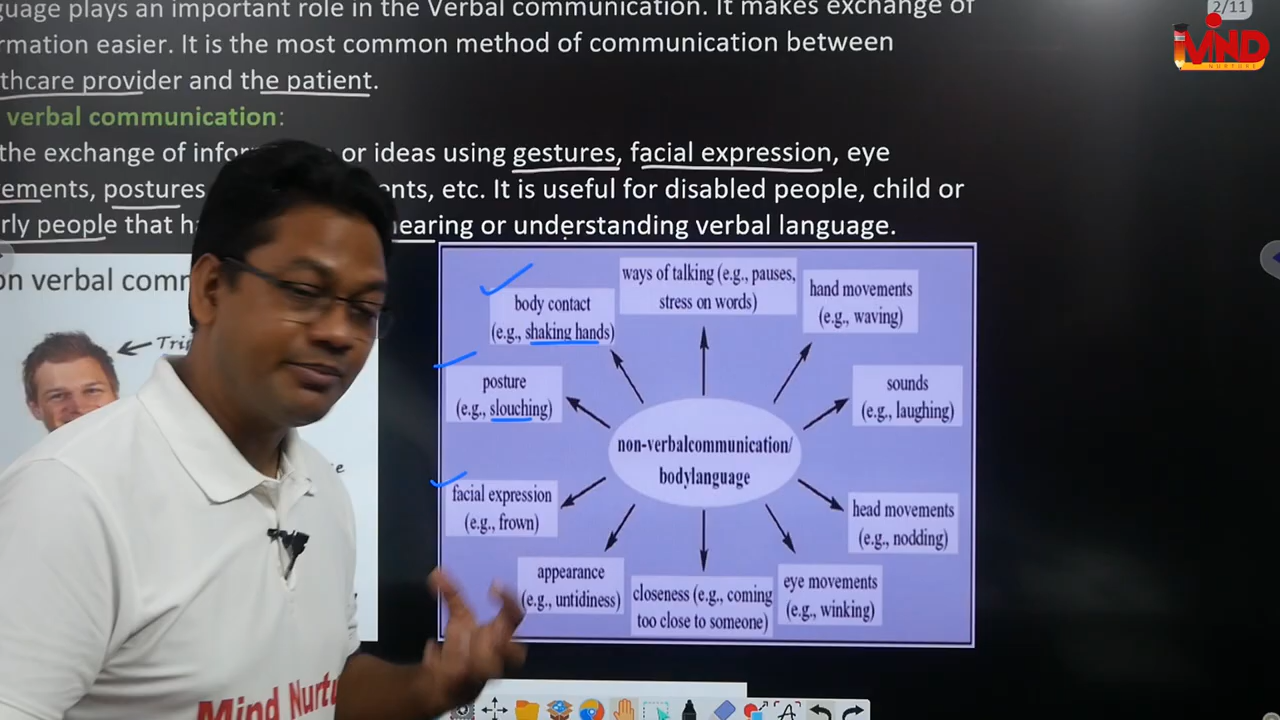 guage plays an important role in the Verbal communication. It makes exchange of
2/11
rmation easier. It is the most common method of communication between
MIND
NURTURE
thcare provider and the patient.
verbal communication:
the exchange of infor or ideas using gestures, facial expression, eye
ements, postures nts, etc. It is useful for disabled people, child or
rly people that ha earing or understanding verbal language.
on verbal comm
body contact
(e.g., shaking hands)
ways of talking (e.g., pauses,
stress on words)
hand movements
(e.g., waving)
posture
(e.g., slouching)
sounds
(e.g., laughing)
non-verbalcommunication/
bodylanguage
facial expression
(e.g., frown)
head movements
(e.g., nodding)
appearance
(e.g., untidiness)
closeness (e.g., coming
too close to someone)
eye movements
(e.g., winking)
Mind Nurtu